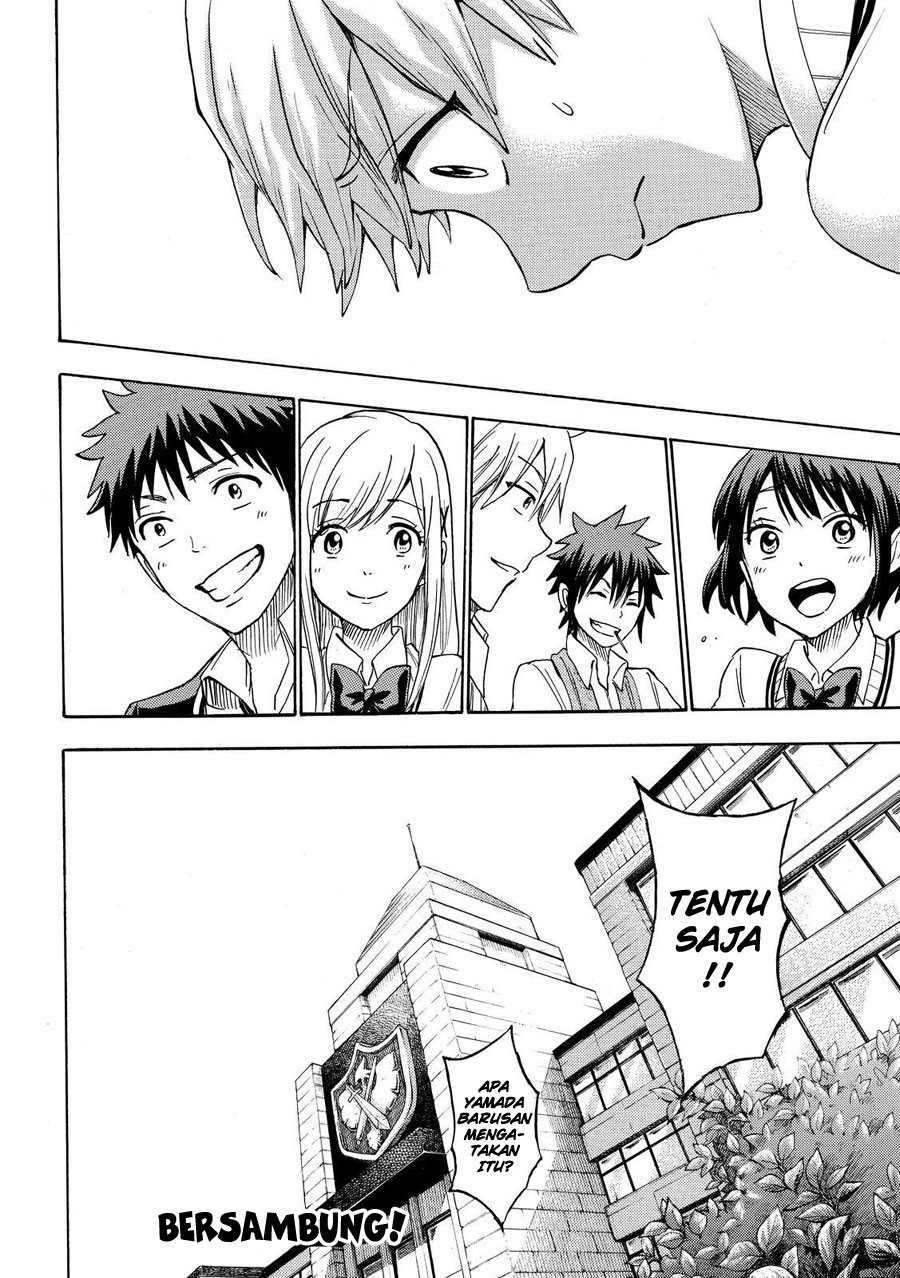 TENTU
SAJA
!!
APA
YAMADA
BARUSAN
MENGA-
TAKAN
ITU?
BERSAMBUNG!